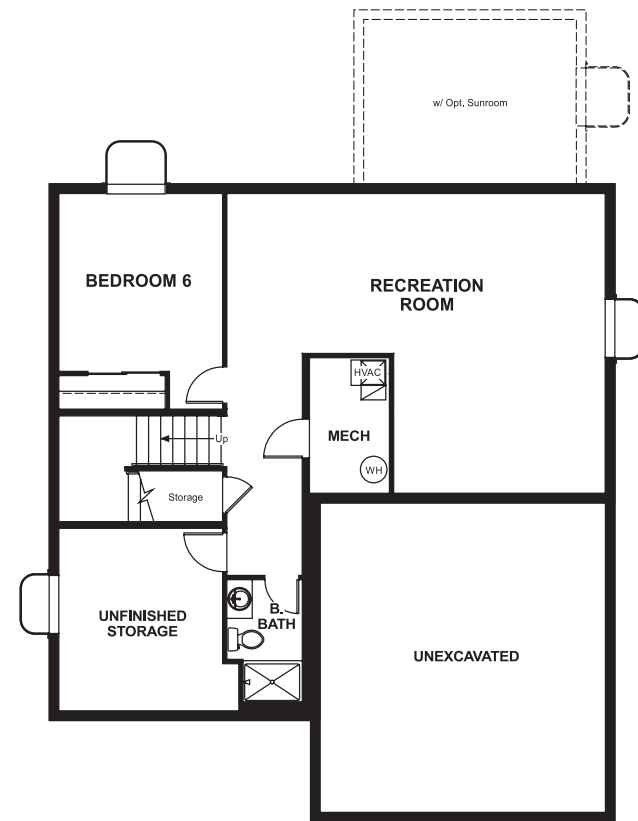 w/ Opt. Sunroom
BEDROOM 6
RECREATION
ROOM
HVAC
MECH
Up
WH
Storage
B.
BATH
UNFINISHED
STORAGE
UNEXCAVATED